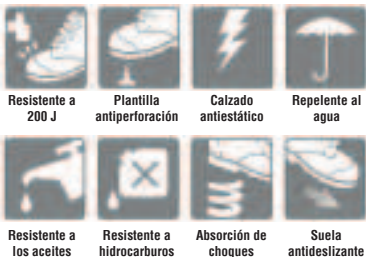 Resistente a
200 J
Plantilla
antiperforación
Calzado
antiestático
Repelente al
agua
Resistente a
los aceites
Resistente a
hidrocarburos
Absorción de
choques
Suela
antideslizante